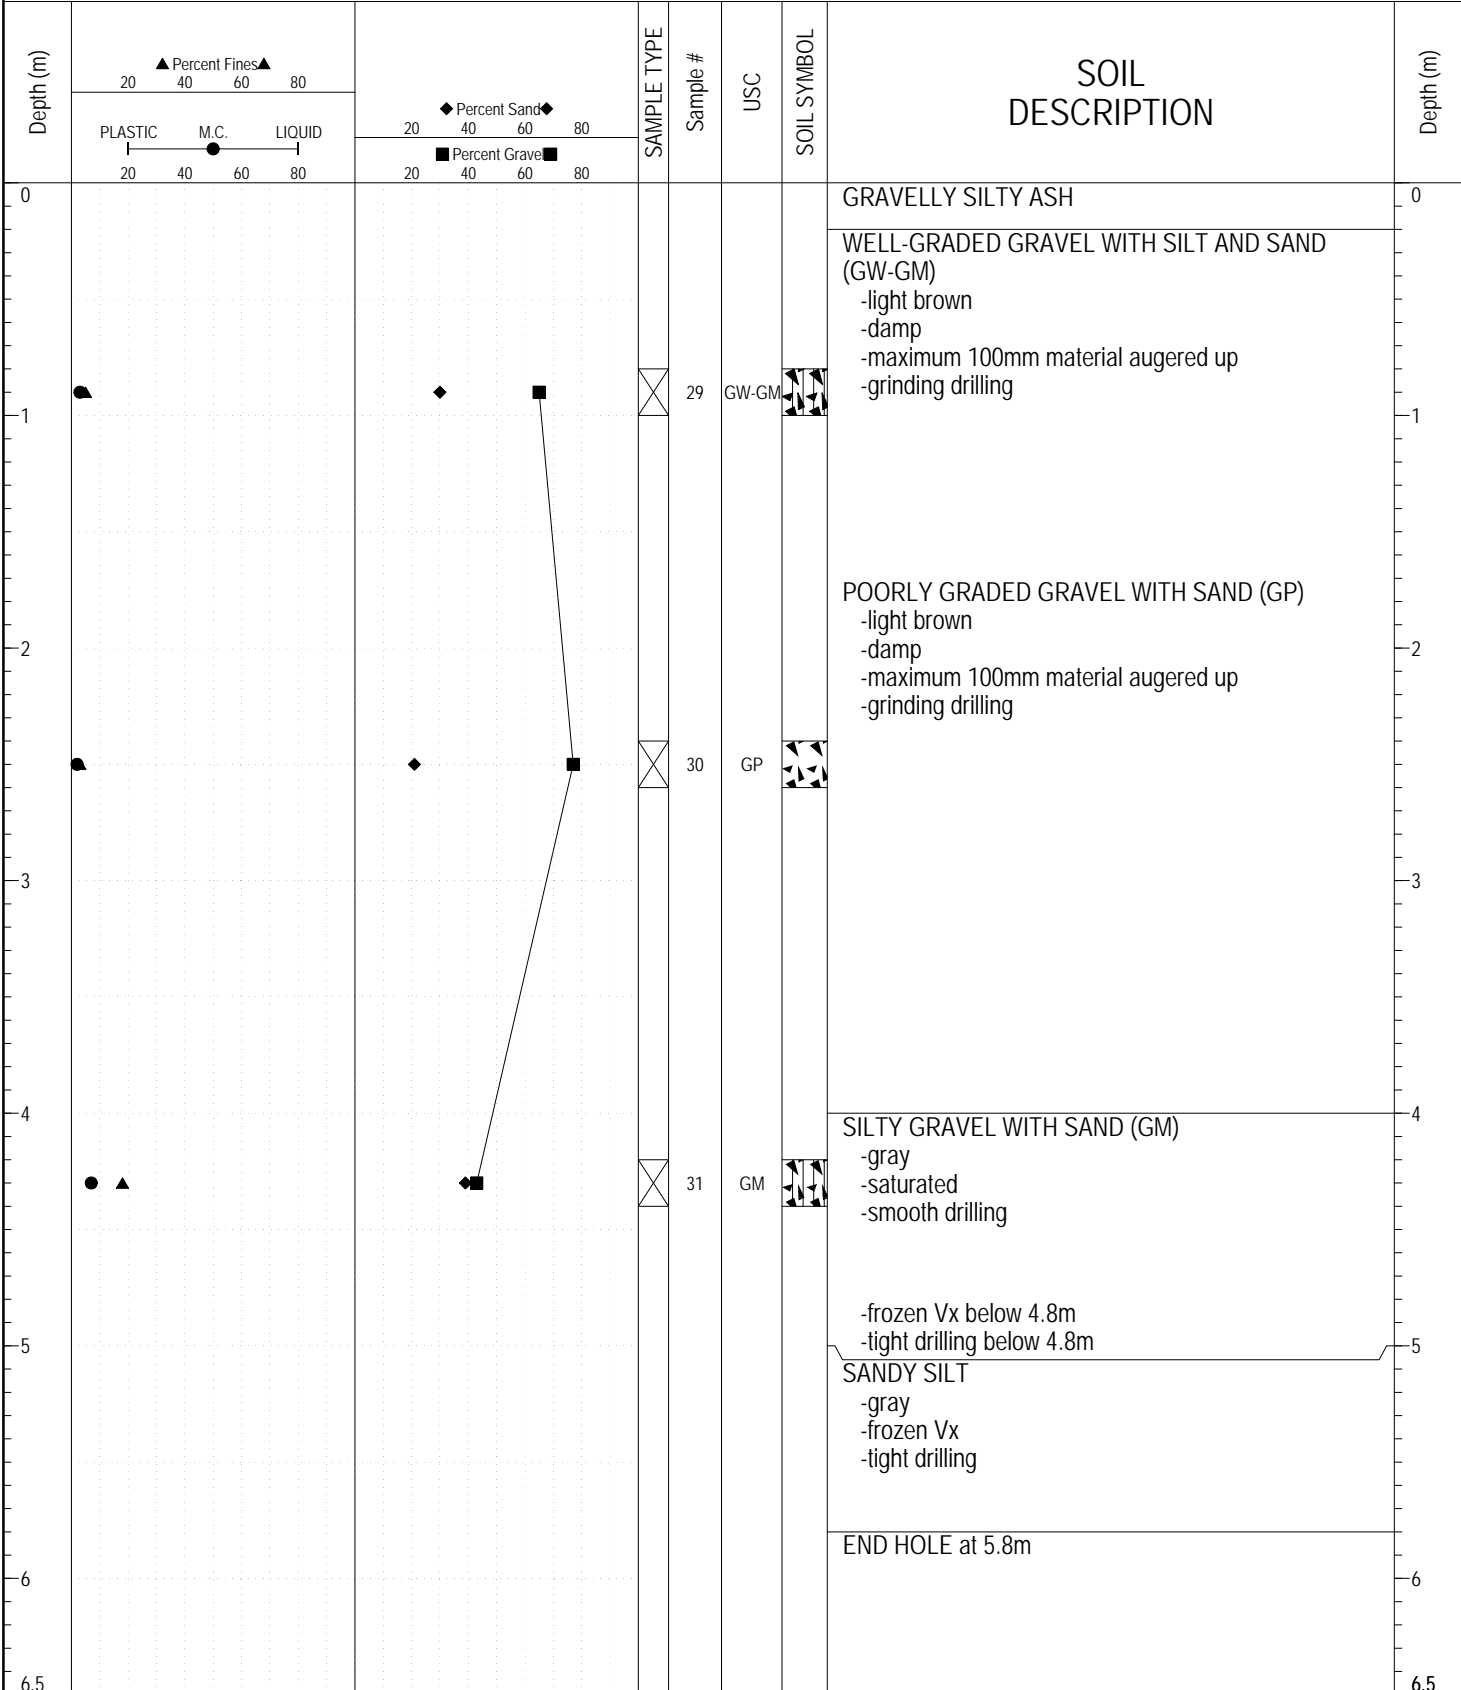 Depth (m)
▲ Percent Fines ▲
20 40 60 80
PLASTIC M.C. LIQUID
20 40 60 80
◆ Percent Sand ◆
20 40 60 80
■ Percent Gravel ■
20 40 60 80
SAMPLE TYPE
Sample #
USC
SOIL SYMBOL
SOIL
DESCRIPTION
Depth (m)
0
GRAVELLY SILTY ASH
0
WELL-GRADED GRAVEL WITH SILT AND SAND
(GW-GM)
-light brown
-damp
-maximum 100mm material augered up
-grinding drilling
29 GW-GM
1
1
POORLY GRADED GRAVEL WITH SAND (GP)
-light brown
-damp
2
2
-maximum 100mm material augered up
-grinding drilling
30 GP
3
3
4
4
SILTY GRAVEL WITH SAND (GM)
-gray
-saturated
-smooth drilling
31 GM
-frozen Vx below 4.8m
-tight drilling below 4.8m
5
5
SANDY SILT
-gray
-frozen Vx
-tight drilling
END HOLE at 5.8m
6
6
6.5
6.5